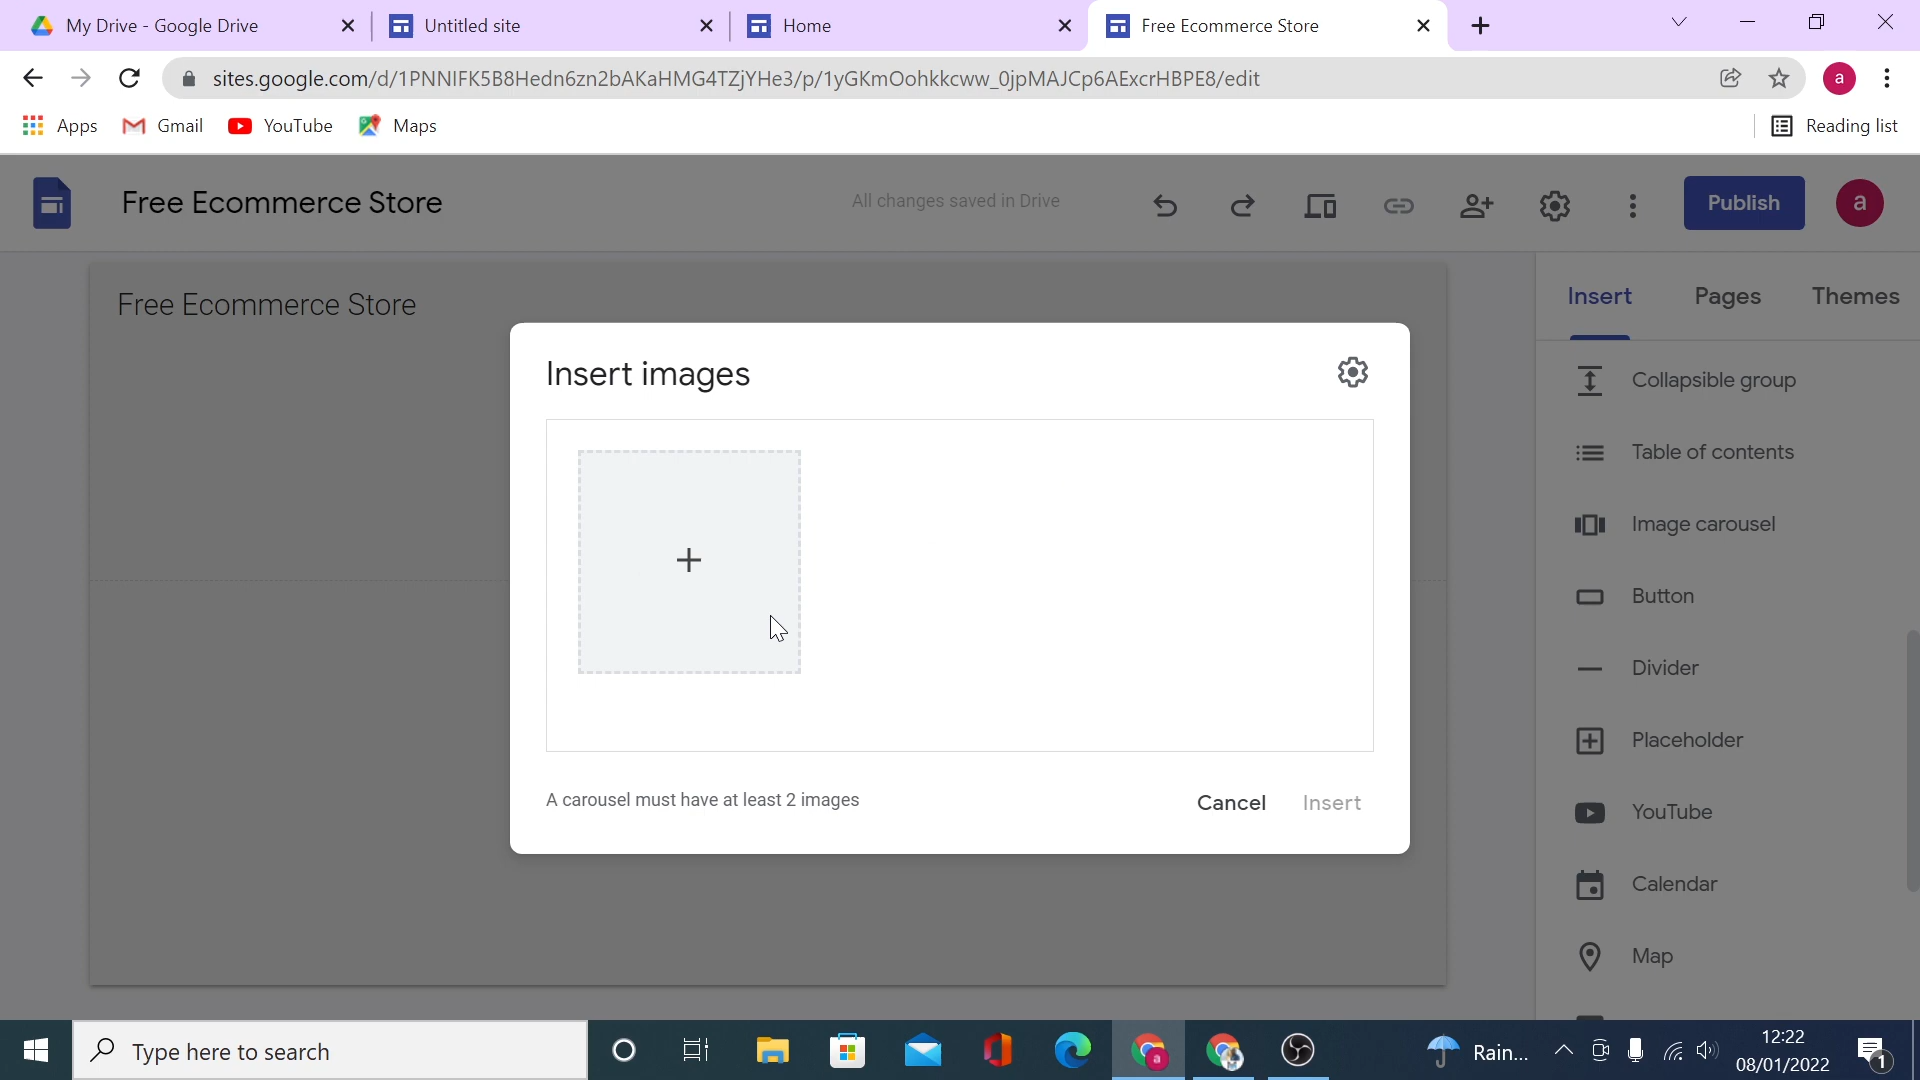 My Drive - Google Drive
Untitled site
Home
Free Ecommerce Store
sites.google.com/d/1PNNIFK5B8Hedn6zn2bAKaHMG4TZjYHe3/p/1yGKmOohkkcww_0jpMAJCp6AExcrHBPE8/edit
a
Apps
Gmail
YouTube
Maps
Reading list
Free Ecommerce Store
All changes saved in Drive
Publish
a
Free Ecommerce Store
Insert
Pages
Themes
Insert images
Collapsible group
Table of contents
Image carousel
Button
Divider
Placeholder
YouTube
Calendar
Map
A carousel must have at least 2 images
Cancel
Insert
Type here to search
Rain...
12:22
08/01/2022
1